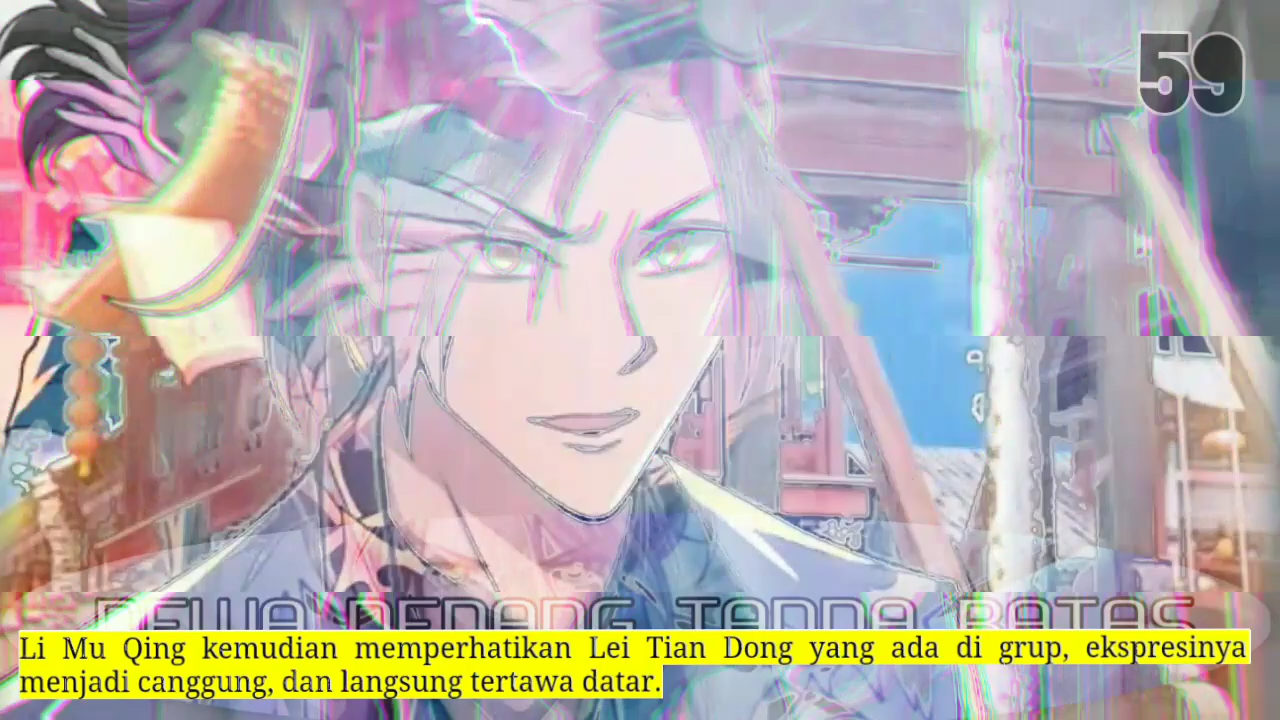 59
DEWA PEDANG TANPA BATAS
Li Mu Qing kemudian memperhatikan Lei Tian Dong yang ada di grup, ekspresinya
menjadi canggung, dan langsung tertawa datar.